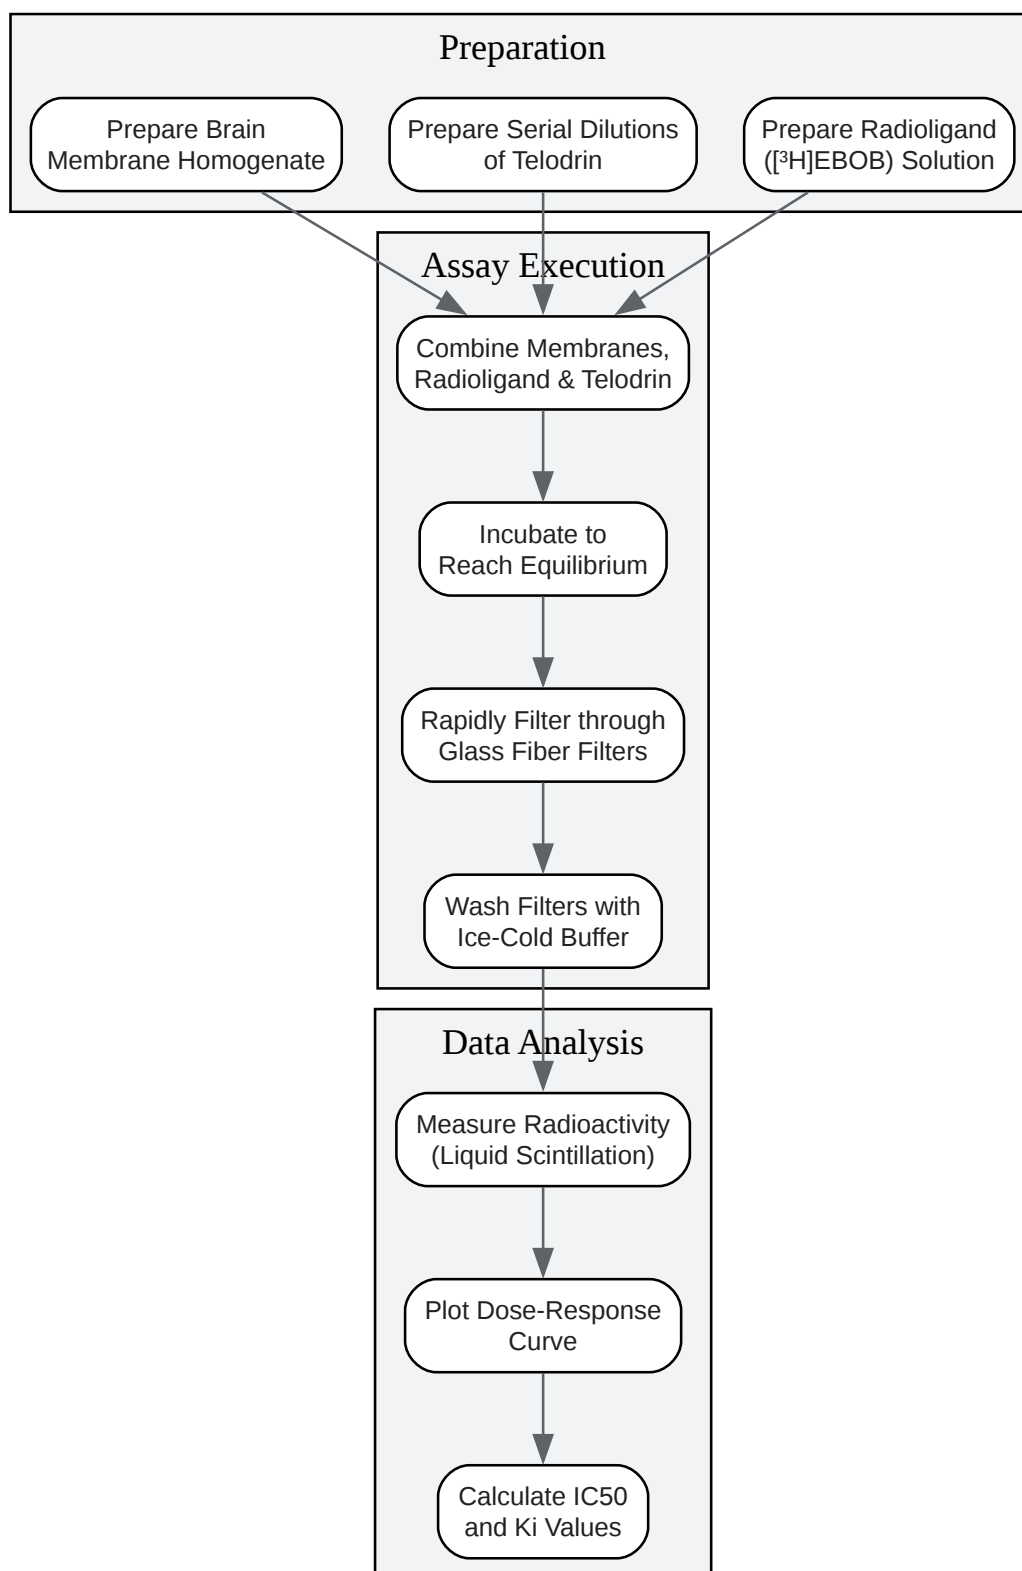 Preparation
Prepare Brain
Membrane Homogenate
Prepare Serial Dilutions
of Telodrin
Prepare Radioligand
([³H]EBOB) Solution
Assay Execution
Combine Membranes,
Radioligand & Telodrin
Incubate to
Reach Equilibrium
Rapidly Filter through
Glass Fiber Filters
Wash Filters with
Ice-Cold Buffer
Data Analysis
Measure Radioactivity
(Liquid Scintillation)
Plot Dose-Response
Curve
Calculate IC50
and Ki Values